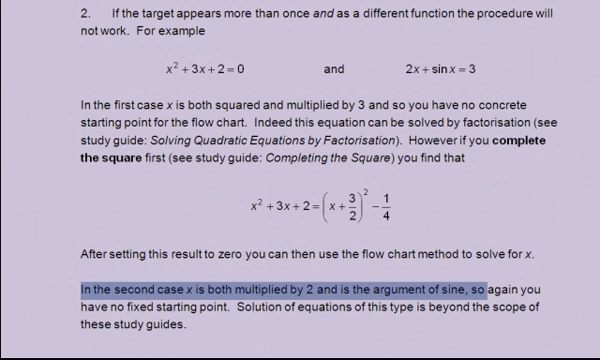 2. If the target appears more than once and as a different function the procedure will
not work. For example
x² + 3x + 2 = 0 and 2x + sin x = 3
In the first case x is both squared and multiplied by 3 and so you have no concrete
starting point for the flow chart. Indeed this equation can be solved by factorisation (see
study guide: Solving Quadratic Equations by Factorisation). However if you complete
the square first (see study guide: Completing the Square) you find that
x² + 3x + 2 = (x + 3/2)² − 1/4
After setting this result to zero you can then use the flow chart method to solve for x.
In the second case x is both multiplied by 2 and is the argument of sine, so again you
have no fixed starting point. Solution of equations of this type is beyond the scope of
these study guides.